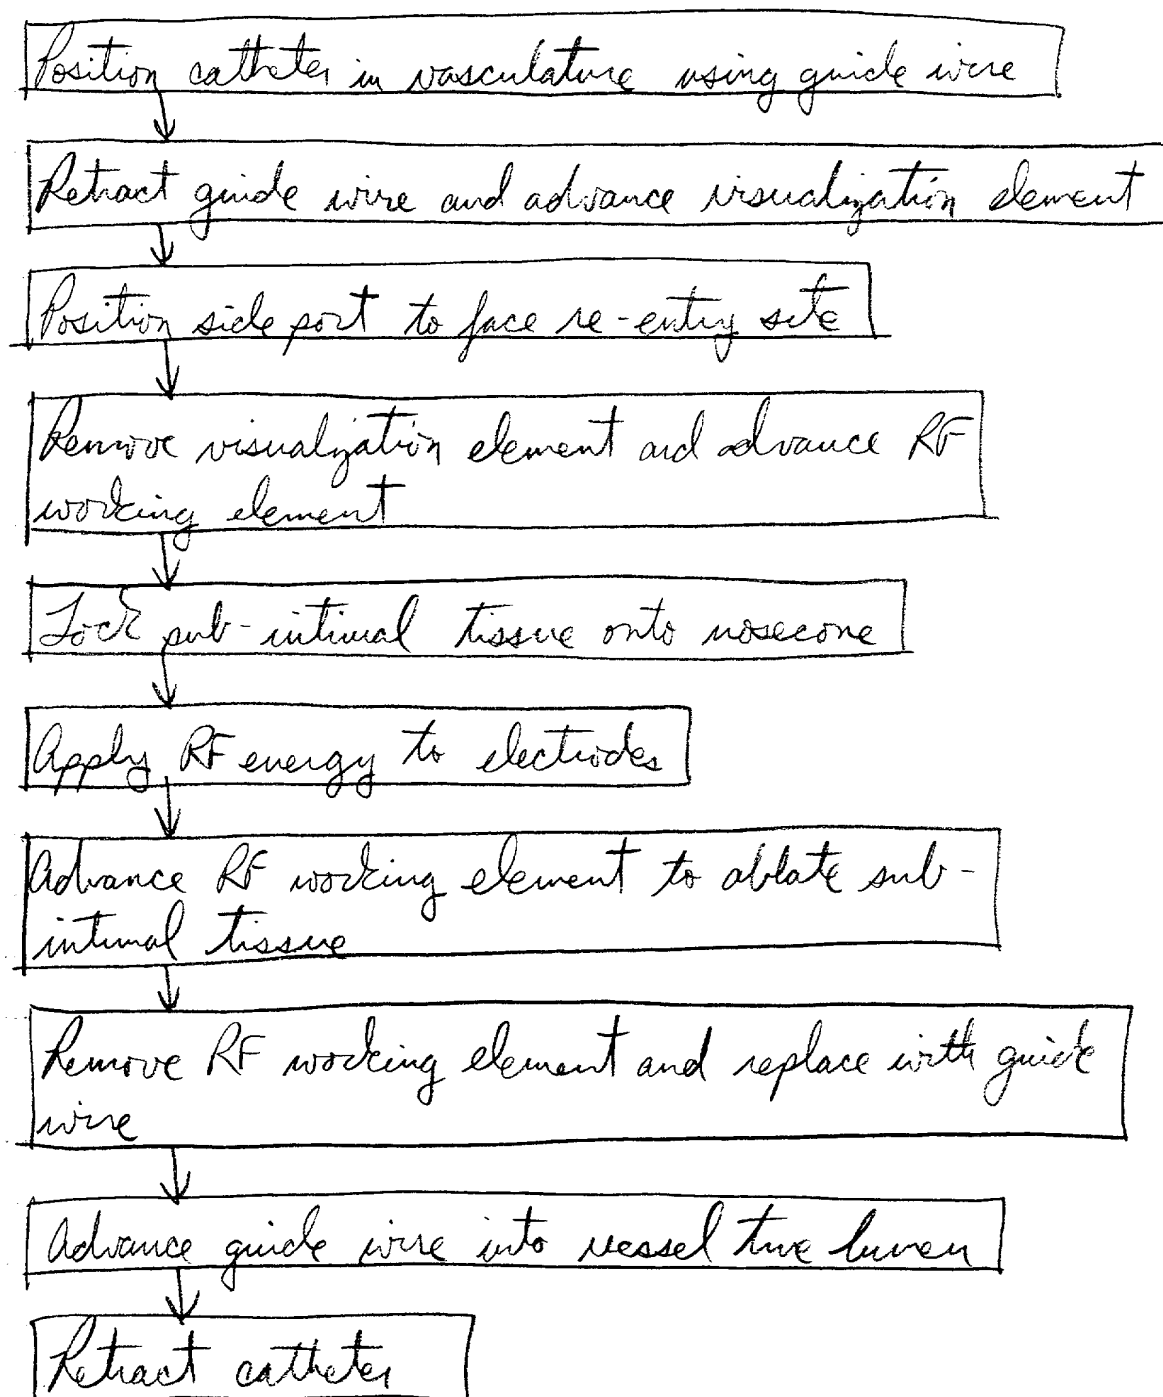 Position catheter in vasculature using guide wire
Retract guide wire and advance visualization element
Position side port to face re-entry site
Remove visualization element and advance RF
working element
Lock sub-intimal tissue onto nosecone
Apply RF energy to electrodes
Advance RF working element to ablate sub-
intimal tissue
Remove RF working element and replace with guide
wire
Advance guide wire into vessel true lumen
Retract catheter